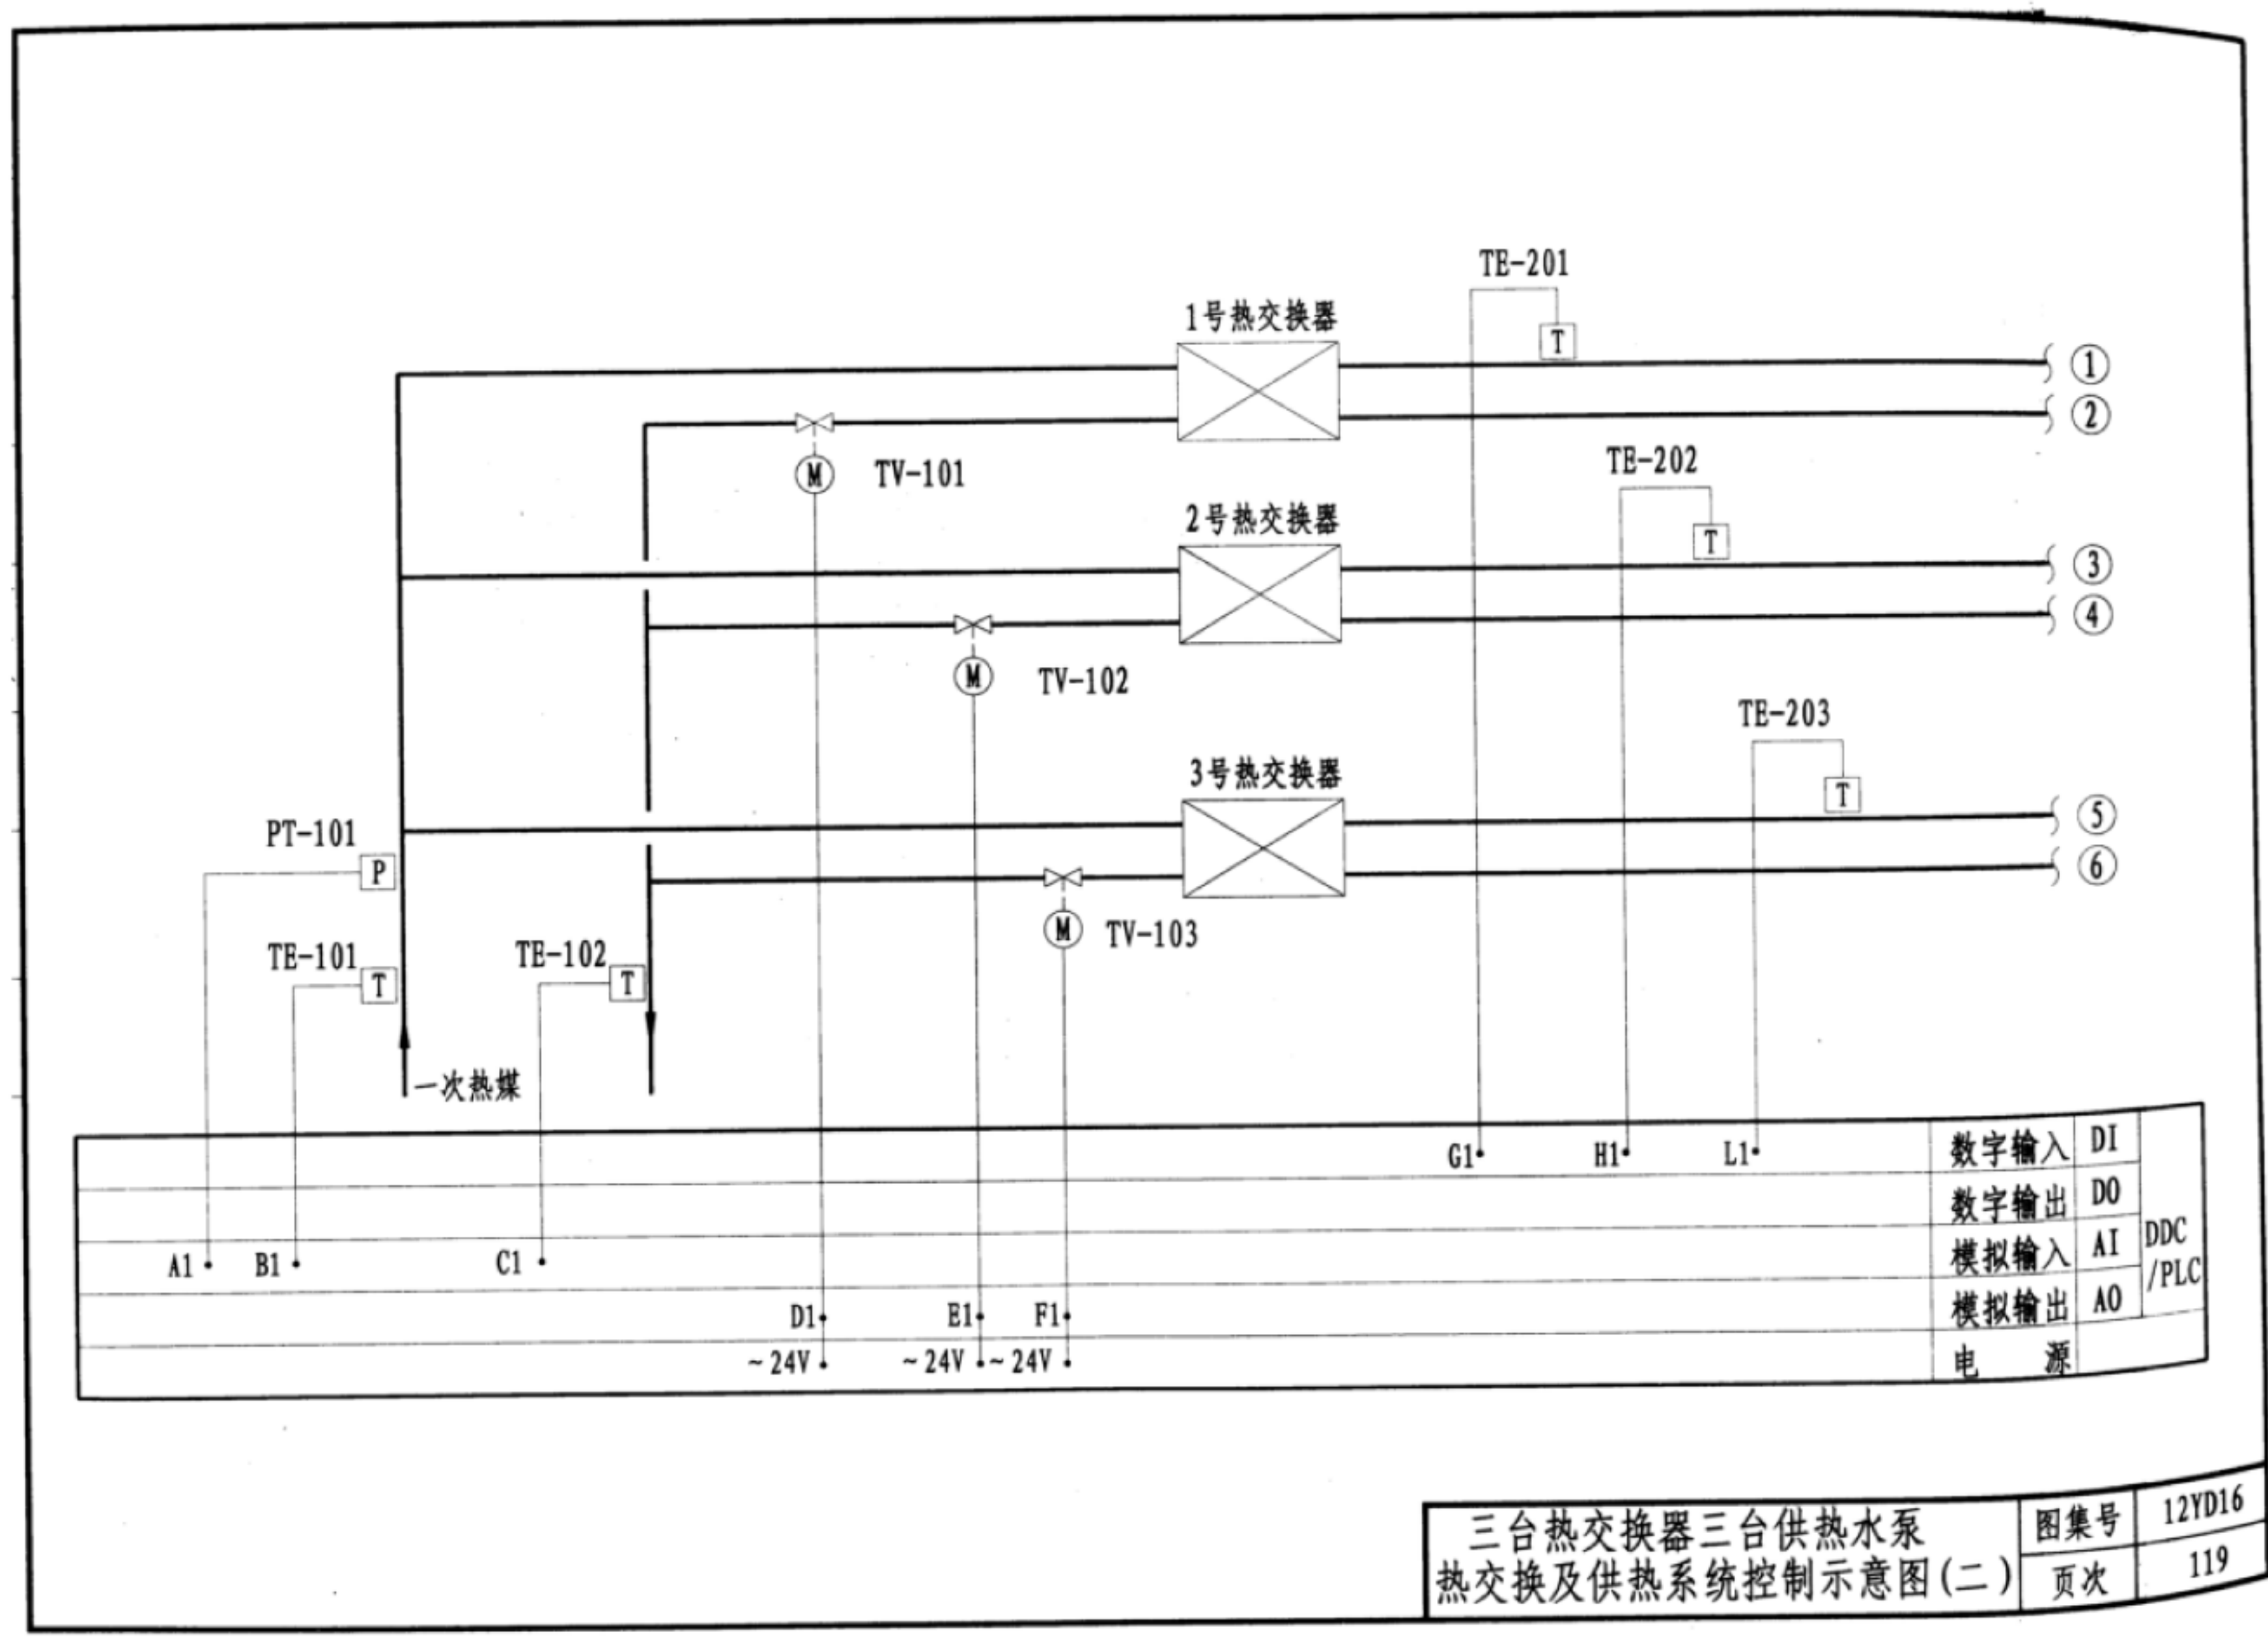 TE-201
1号热交换器
T
①
②
TE-202
M
TV-101
2号热交换器
T
③
④
M
TV-102
TE-203
3号热交换器
T
⑤
PT-101
P
⑥
M
TV-103
TE-101
T
TE-102
T
一次热媒
G1
H1
L1
数字输入
DI
数字输出
DO
A1
B1
C1
模拟输入
AI
DDC
/PLC
D1
E1
F1
模拟输出
AO
~24V
~24V
~24V
电 源
三台热交换器三台供热水泵
热交换及供热系统控制示意图(二)
图集号
12YD16
页次
119